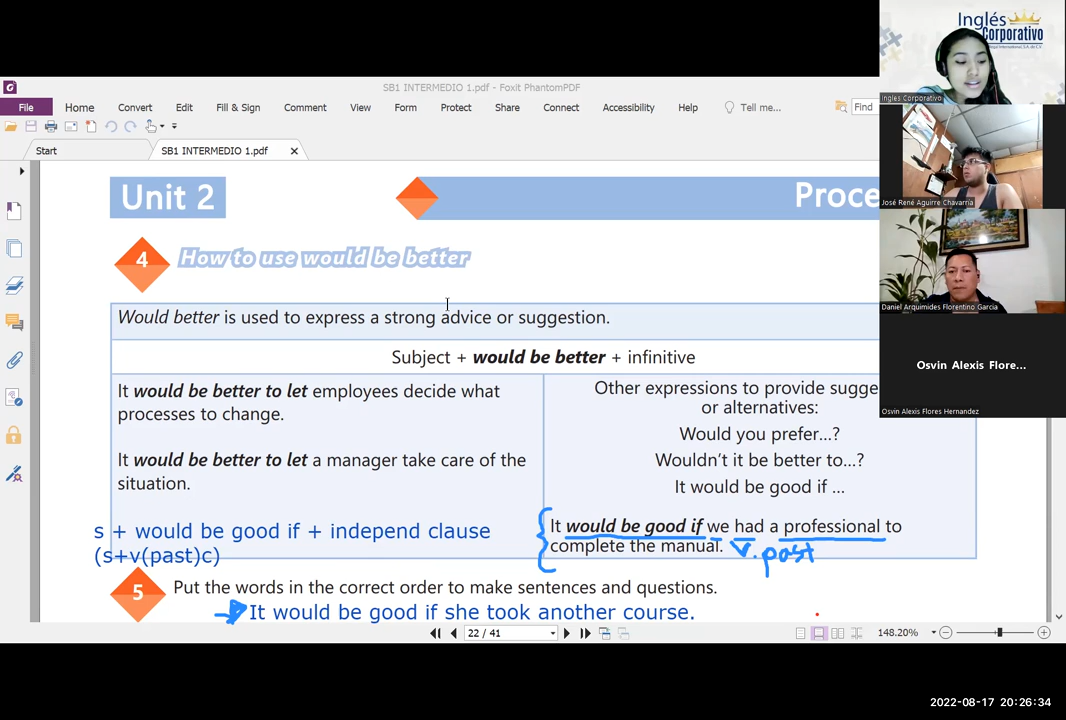 Inglés
Corporativo
Inglés Corporativo
José René Aguirre Chavarria
Daniel Arquimides Florentino Garcia
Osvin Alexis Flore...
Osvin Alexis Flores Hernandez
SB1 INTERMEDIO 1.pdf - Foxit PhantomPDF
File Home Convert Edit Fill & Sign Comment View Form Protect Share Connect Accessibility Help Tell me... Find
Start SB1 INTERMEDIO 1.pdf
Unit 2 Proce
4 How to use would be better
Would better is used to express a strong advice or suggestion.
Subject + would be better + infinitive
It would be better to let employees decide what
processes to change.
It would be better to let a manager take care of the
situation.
Other expressions to provide sugge
or alternatives:
Would you prefer...?
Wouldn't it be better to...?
It would be good if ...
It would be good if we had a professional to
complete the manual.
v. past
s + would be good if + independ clause
(s+v(past)c)
5 Put the words in the correct order to make sentences and questions.
It would be good if she took another course.
22 / 41
148.20%
2022-08-17 20:26:34